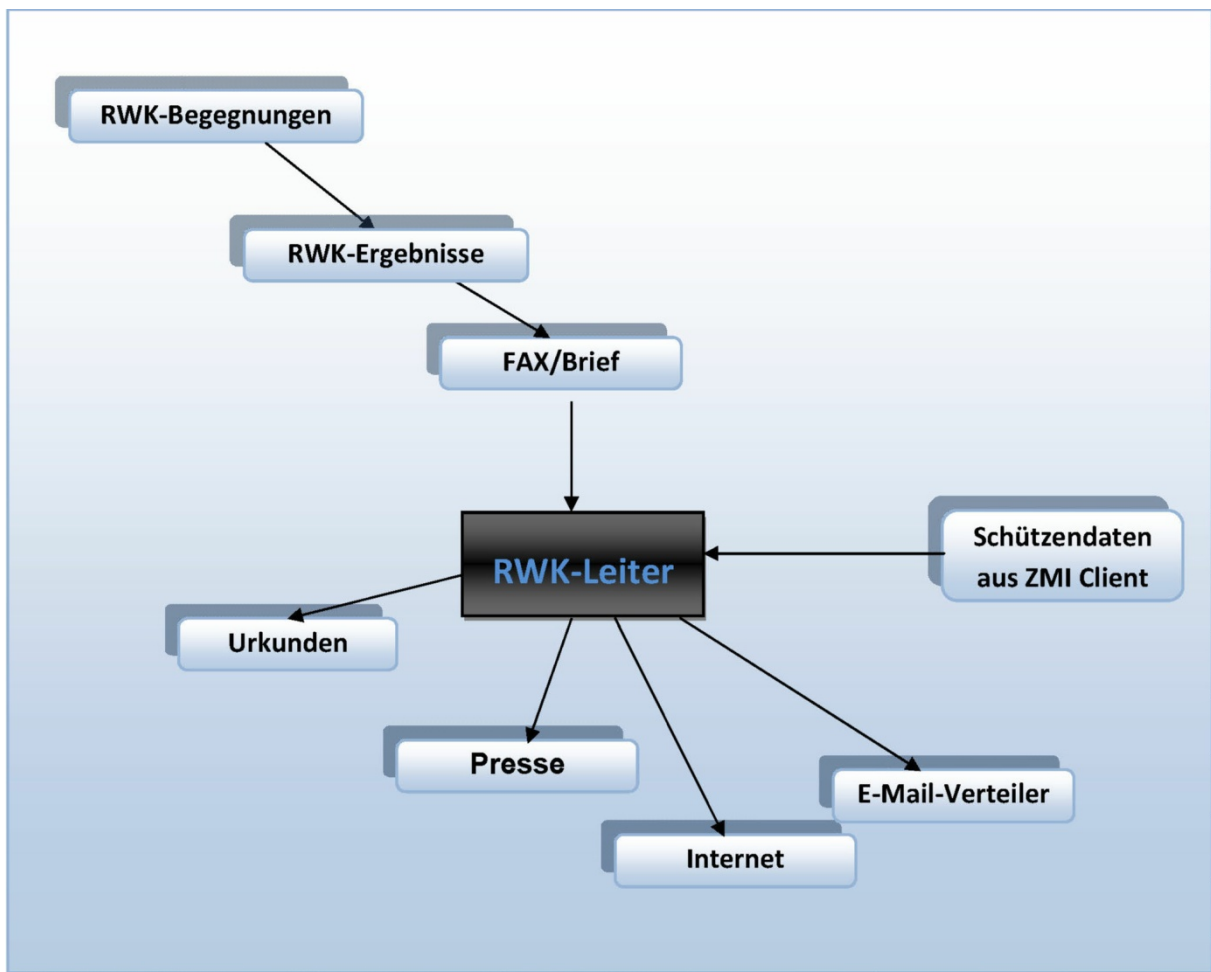 RWK-Begegnungen
RWK-Ergebnisse
FAX/Brief
RWK-Leiter
Schützendaten
aus ZMI Client
Urkunden
Presse
E-Mail-Verteiler
Internet